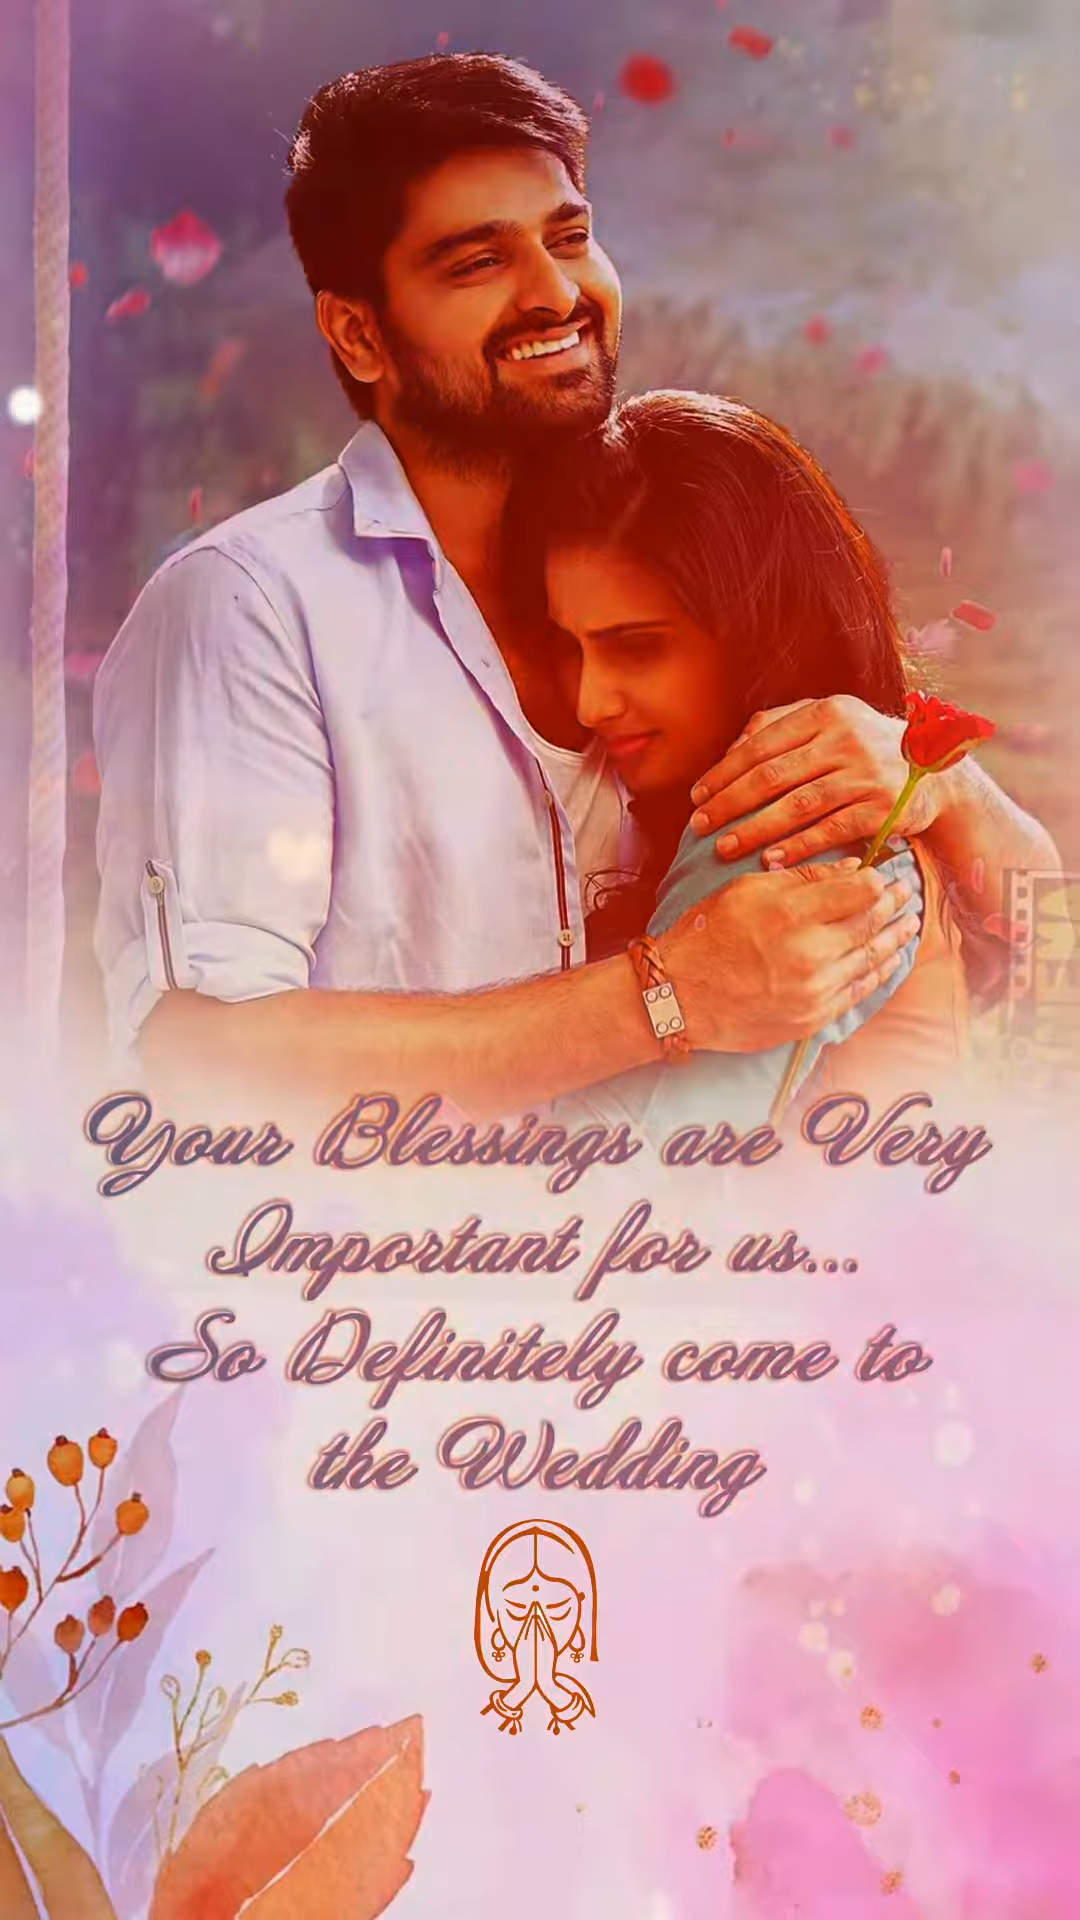 Your Blessings are Very
Important for us...
So Definitely come to
the Wedding